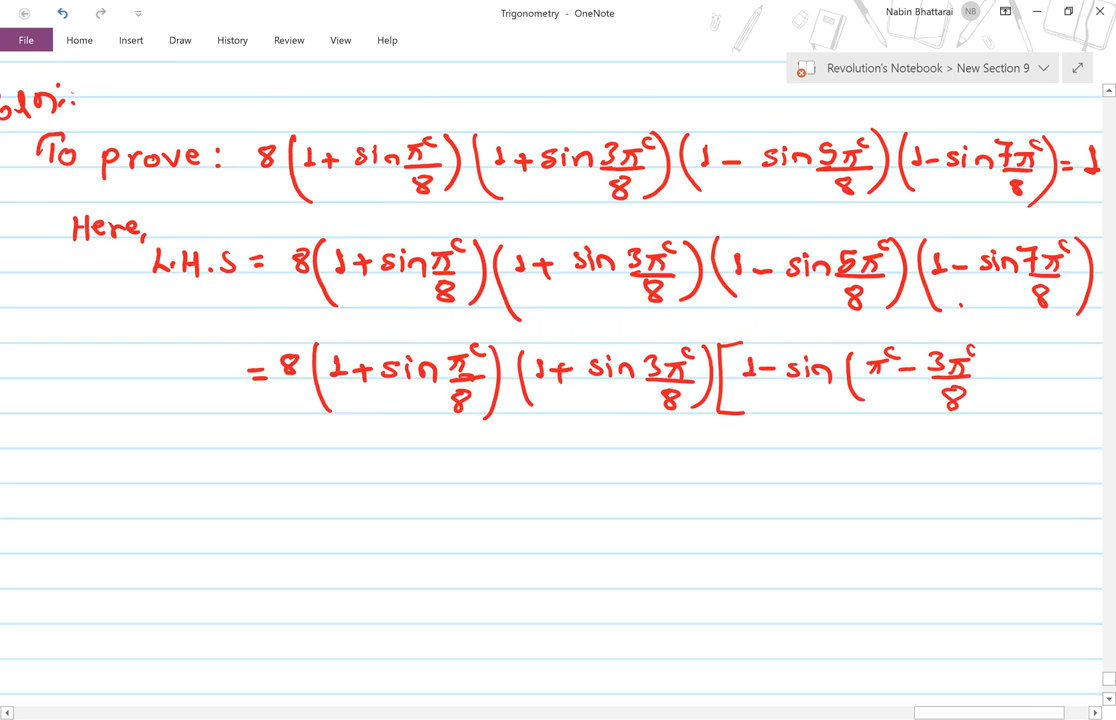 Trigonometry - OneNote
Nabin Bhattarai NB
File Home Insert Draw History Review View Help
Revolution's Notebook > New Section 9
Soln:
To prove: 8(1 + sin π^c/8)(1 + sin 3π^c/8)(1 - sin 5π^c/8)(1 - sin 7π^c/8) = 1
Here,
L.H.S = 8(1 + sin π^c/8)(1 + sin 3π^c/8)(1 - sin 5π^c/8)(1 - sin 7π^c/8)
= 8(1 + sin π^c/8)(1 + sin 3π^c/8)[1 - sin(π^c - 3π^c/8